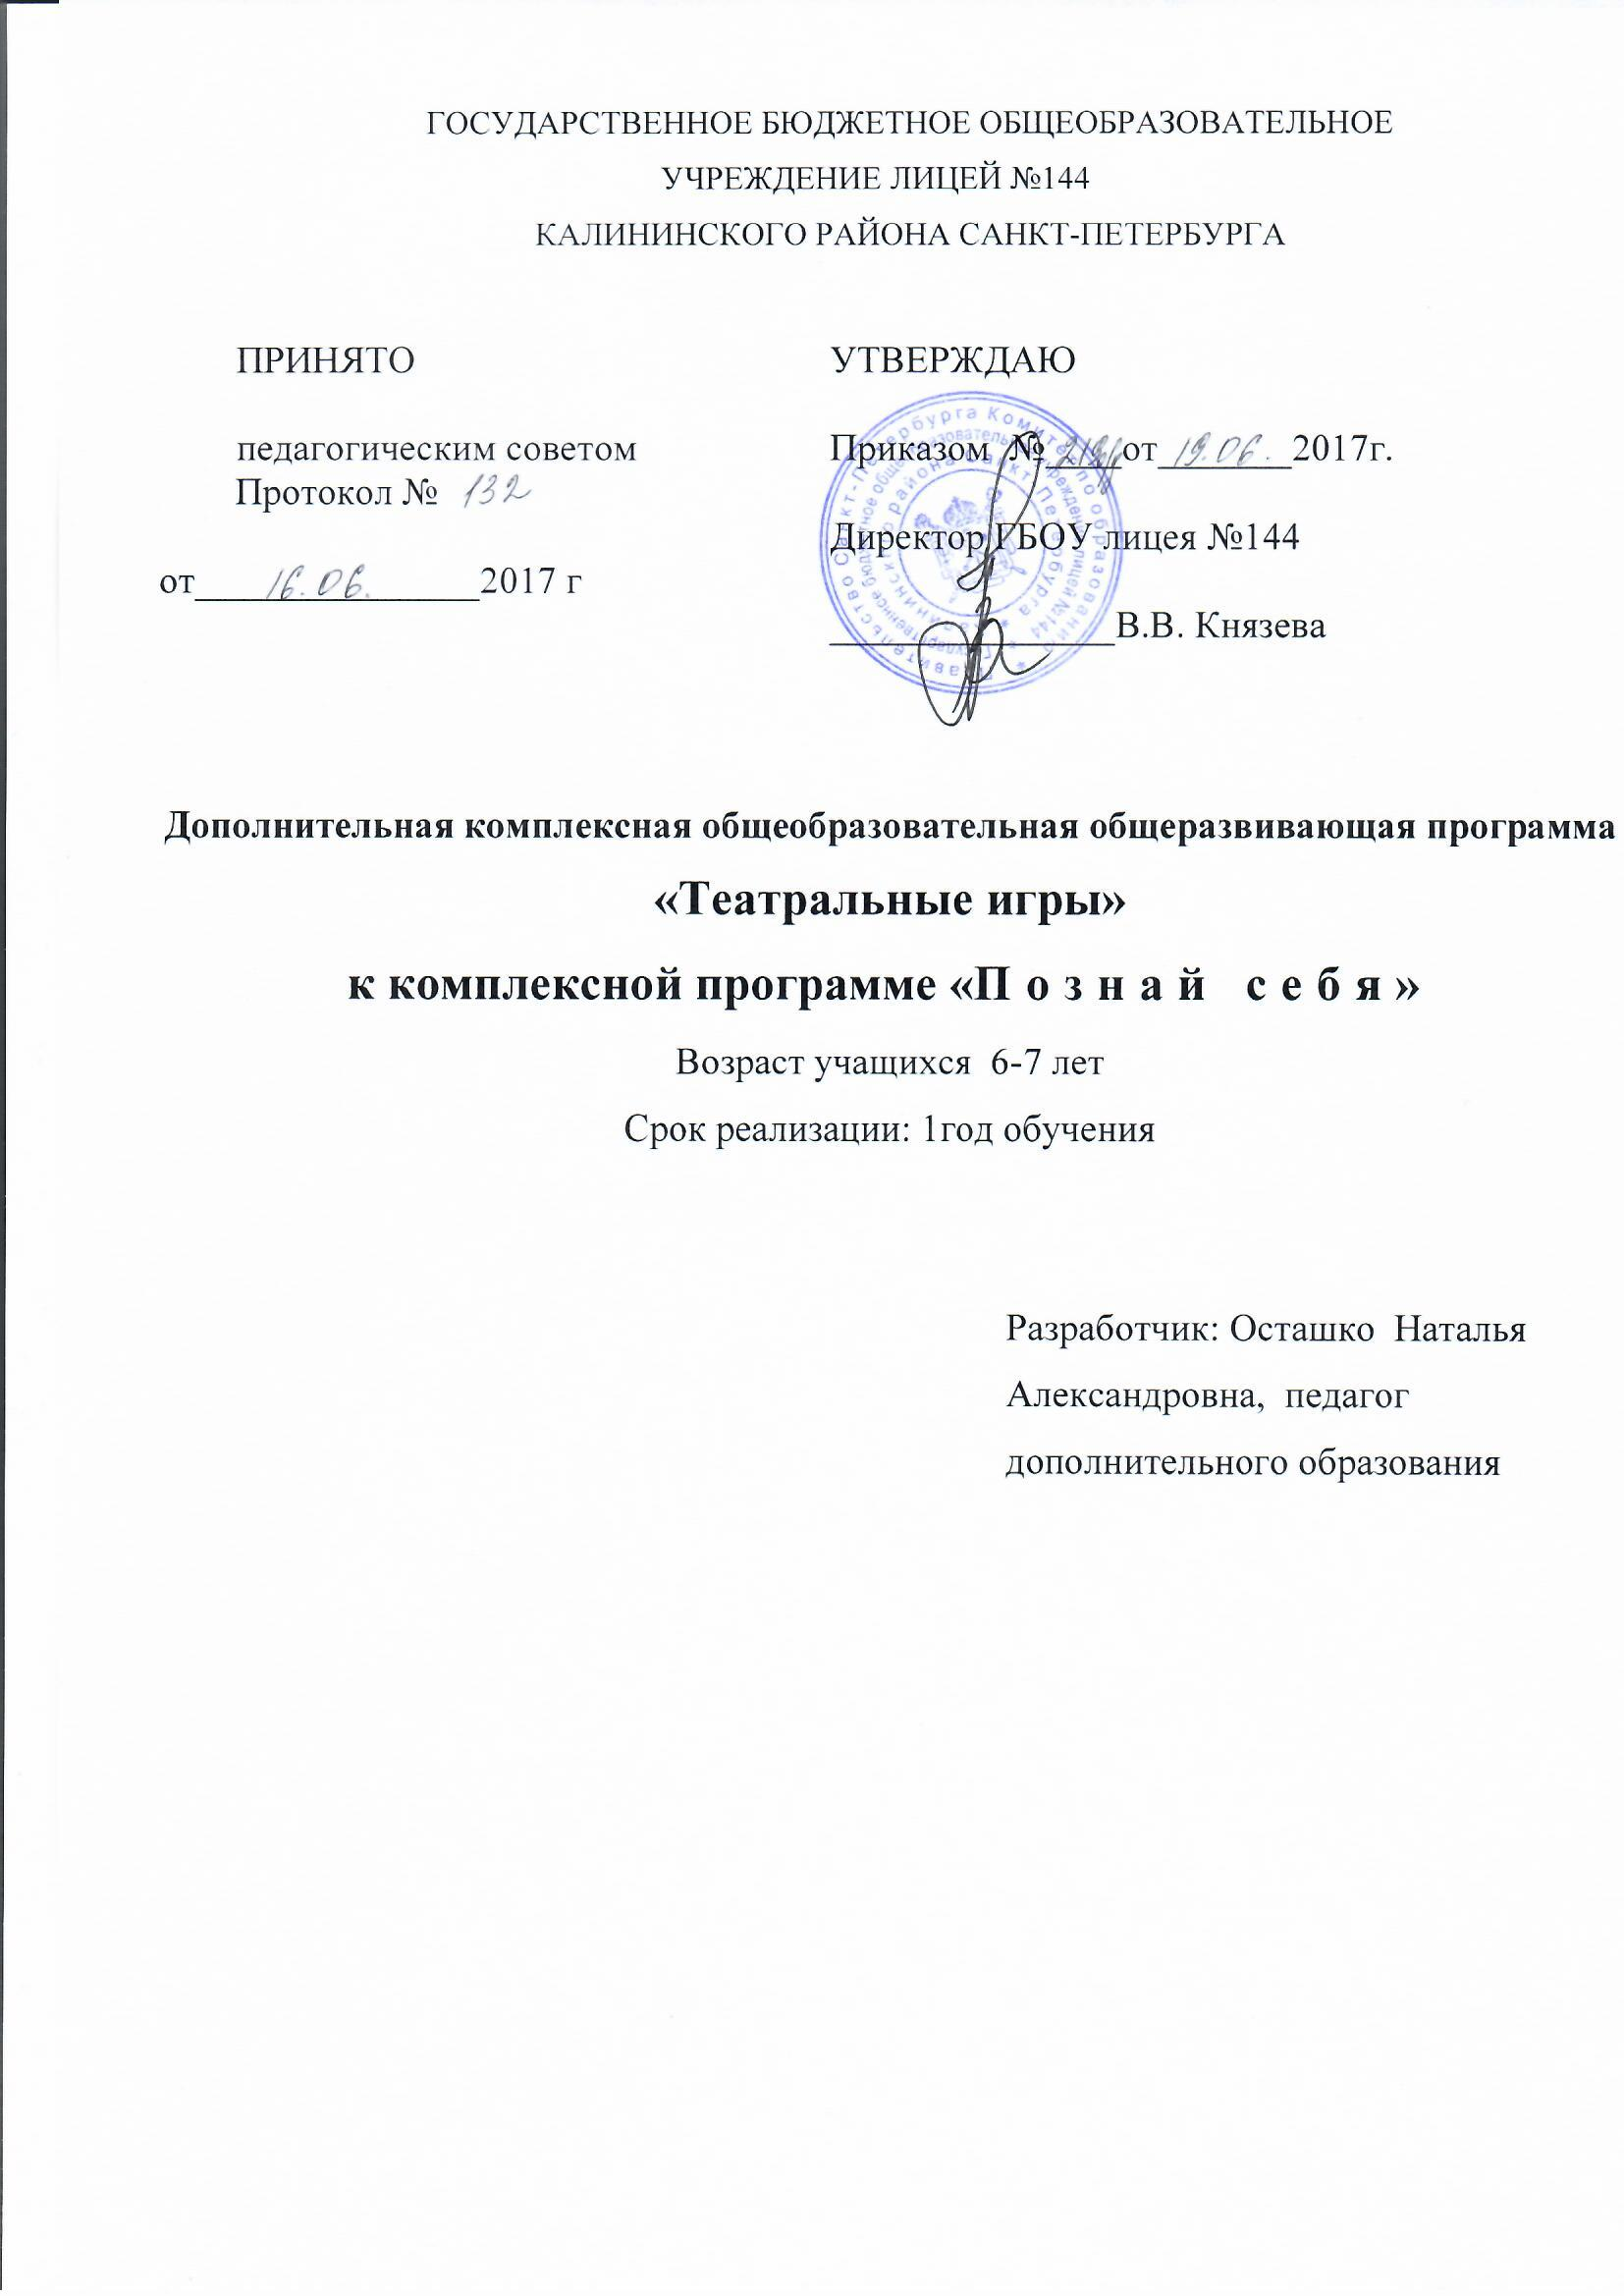 ГОСУДАРСТВЕННОЕ БЮДЖЕТНОЕ ОБЩЕОБРАЗОВАТЕЛЬНОЕ
УЧРЕЖДЕНИЕ ЛИЦЕЙ №144
КАЛИНИНСКОГО РАЙОНА САНКТ-ПЕТЕРБУРГА
ПРИНЯТО
педагогическим советом
Протокол № 132
от 16.06. 2017 г
УТВЕРЖДАЮ
Приказом № от 19.06. 2017г.
Директор ГБОУ лицея №144
В.В. Князева
Дополнительная комплексная общеобразовательная общеразвивающая программа
«Театральные игры»
к комплексной программе «П о з н а й с е б я »
Возраст учащихся 6-7 лет
Срок реализации: 1год обучения
Разработчик: Осташко Наталья
Александровна, педагог
дополнительного образования